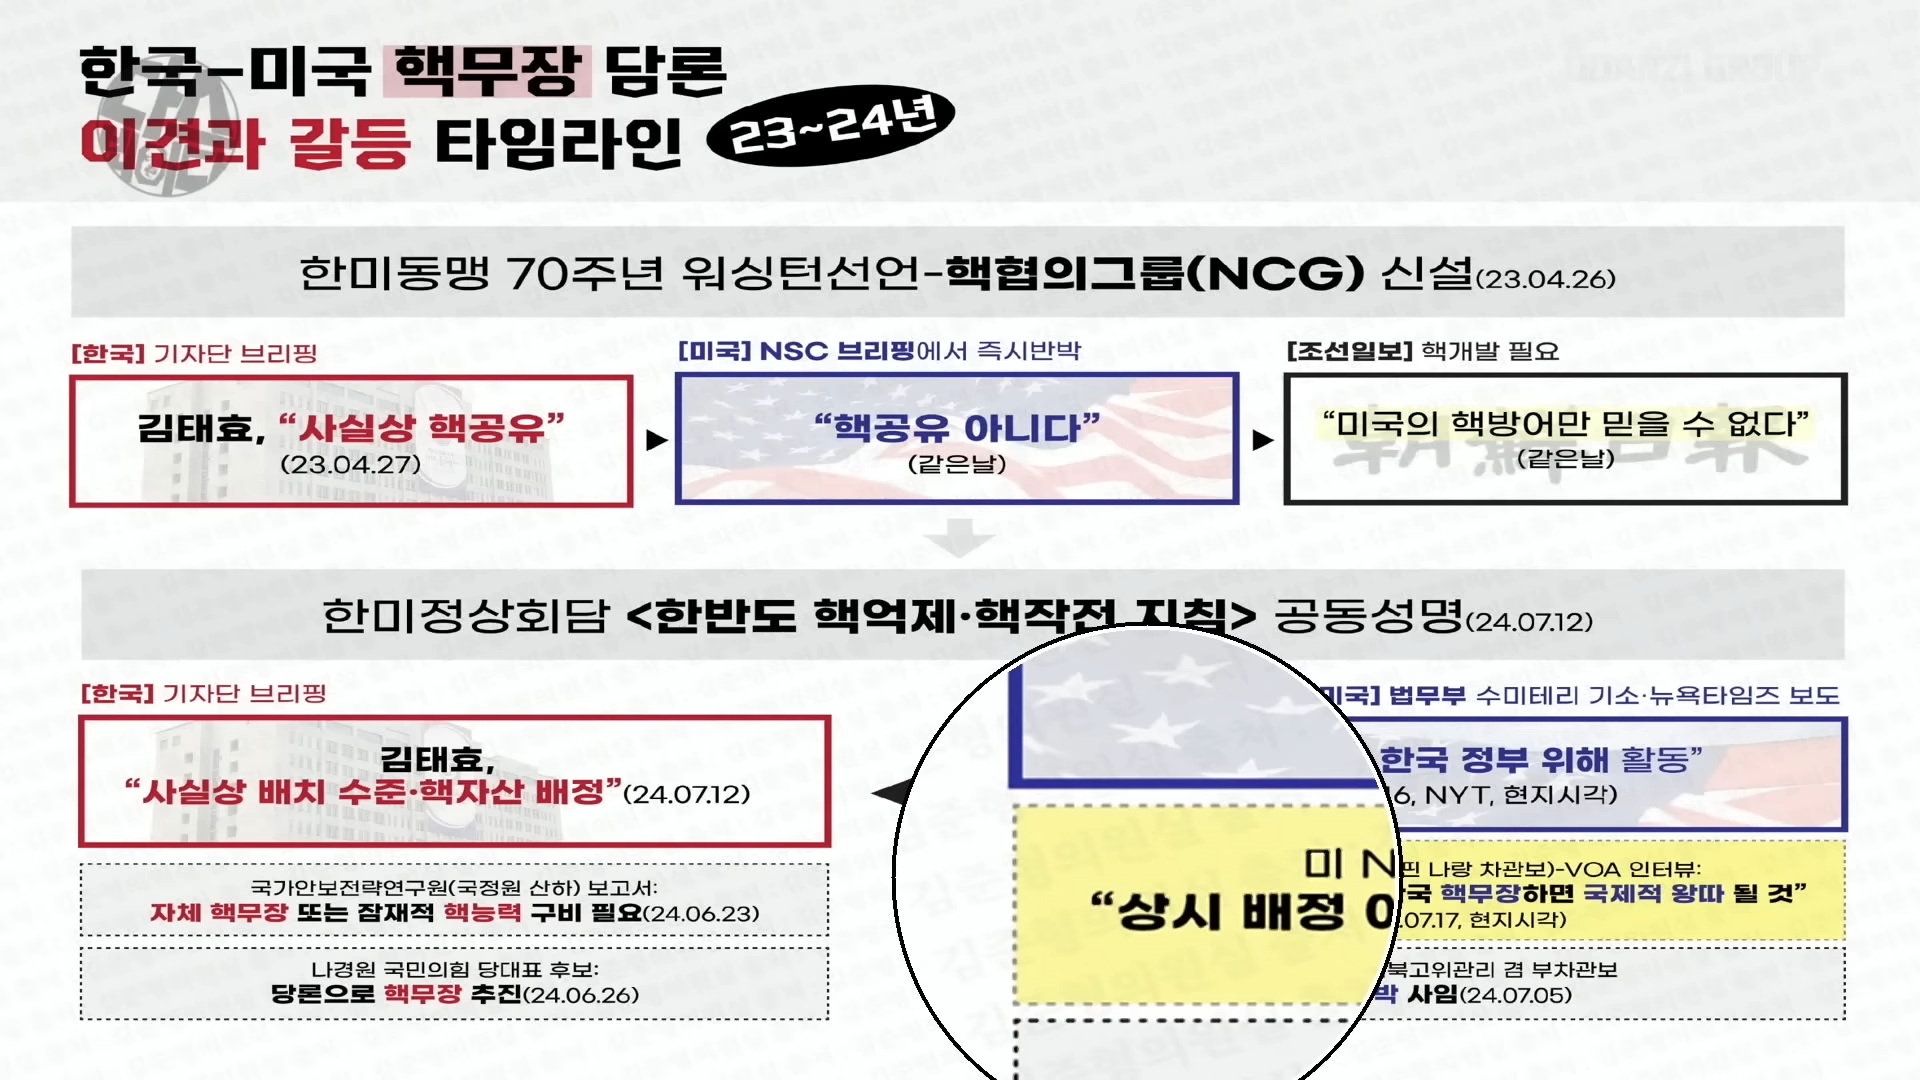 한국-미국 핵무장 담론
이견과 갈등 타임라인 23~24년
한미동맹 70주년 워싱턴선언-핵협의그룹(NCG) 신설(23.04.26)
[한국] 기자단 브리핑
김태효, “사실상 핵공유”
(23.04.27)
[미국] NSC 브리핑에서 즉시반박
“핵공유 아니다”
(같은날)
[조선일보] 핵개발 필요
“미국의 핵방어만 믿을 수 없다”
(같은날)
한미정상회담 <한반도 핵억제·핵작전 지침> 공동성명(24.07.12)
[한국] 기자단 브리핑
김태효,
“사실상 배치 수준·핵자산 배정”(24.07.12)
국가안보전략연구원(국정원 산하) 보고서:
자체 핵무장 또는 잠재적 핵능력 구비 필요(24.06.23)
나경원 국민의힘 당대표 후보:
당론으로 핵무장 추진(24.06.26)
미 N
“상시 배정
법무부 수미테리 기소·뉴욕타임즈 보도
한국 정부 위해 활동”
6, NYT, 현지시각)
나랑 차관보)-VOA 인터뷰:
핵무장하면 국제적 왕따 될 것”
.07.17, 현지시각)
북고위관리 겸 부차관보
박 사임(24.07.05)